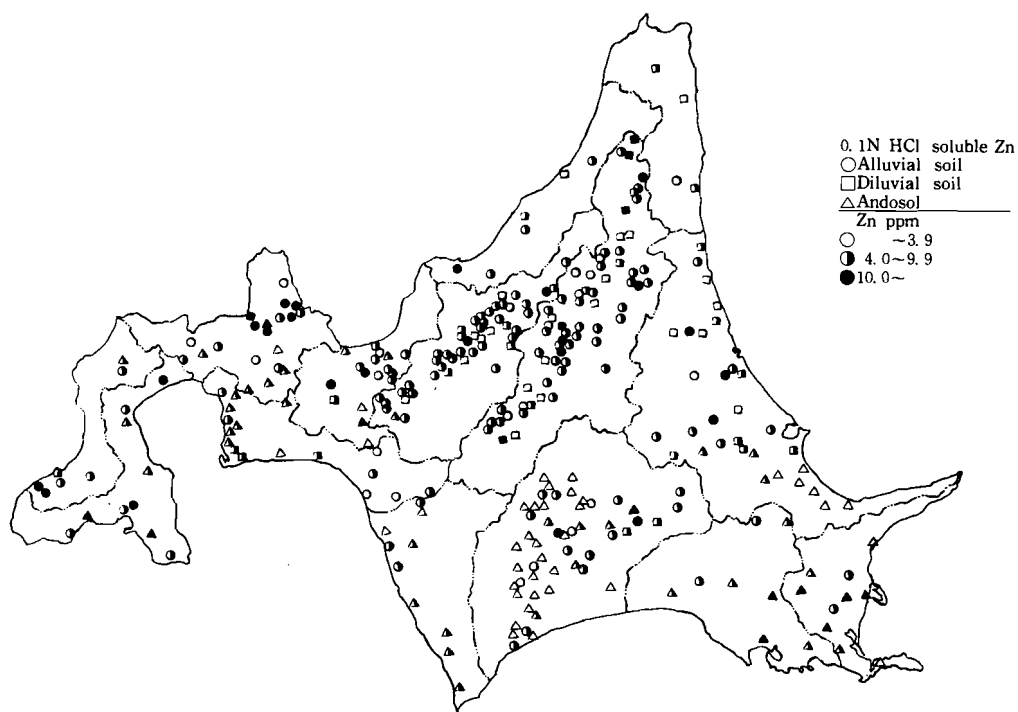 0.1N HCl soluble Zn
○Alluvial soil
□Diluvial soil
△Andosol
Zn ppm
○ ~3.9
◑ 4.0~9.9
● 10.0~